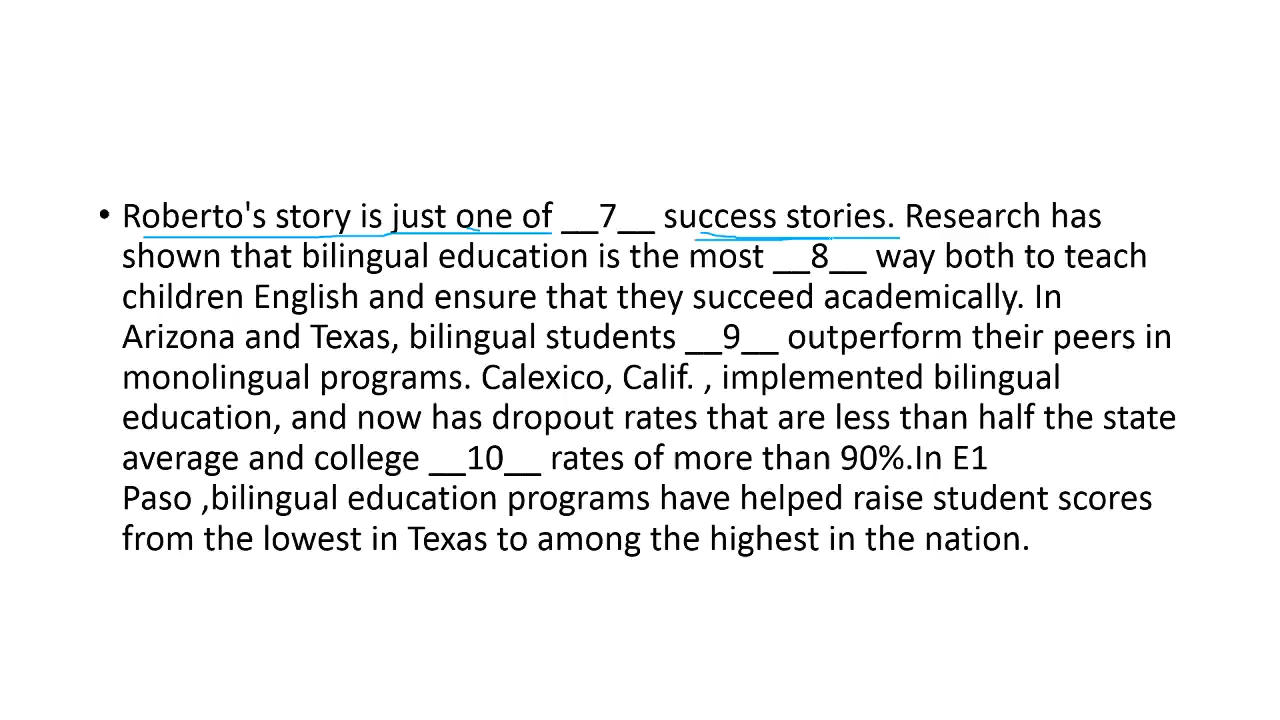 • Roberto's story is just one of __7__ success stories. Research has
shown that bilingual education is the most __8__ way both to teach
children English and ensure that they succeed academically. In
Arizona and Texas, bilingual students __9__ outperform their peers in
monolingual programs. Calexico, Calif. , implemented bilingual
education, and now has dropout rates that are less than half the state
average and college __10__ rates of more than 90%.In E1
Paso ,bilingual education programs have helped raise student scores
from the lowest in Texas to among the highest in the nation.